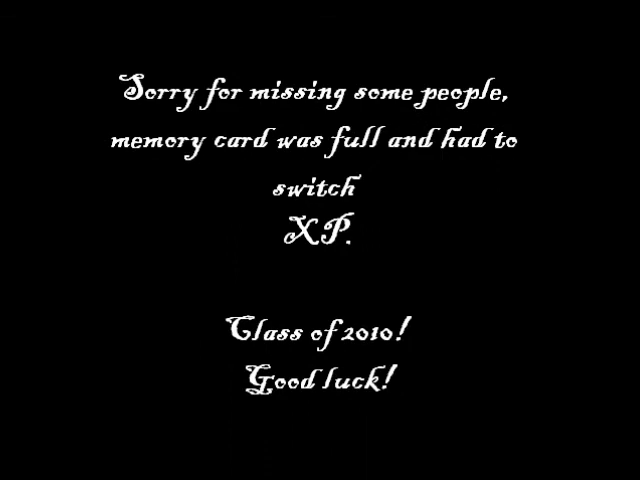 Sorry for missing some people,
memory card was full and had to
switch
XP.
Class of 2010!
Good luck!